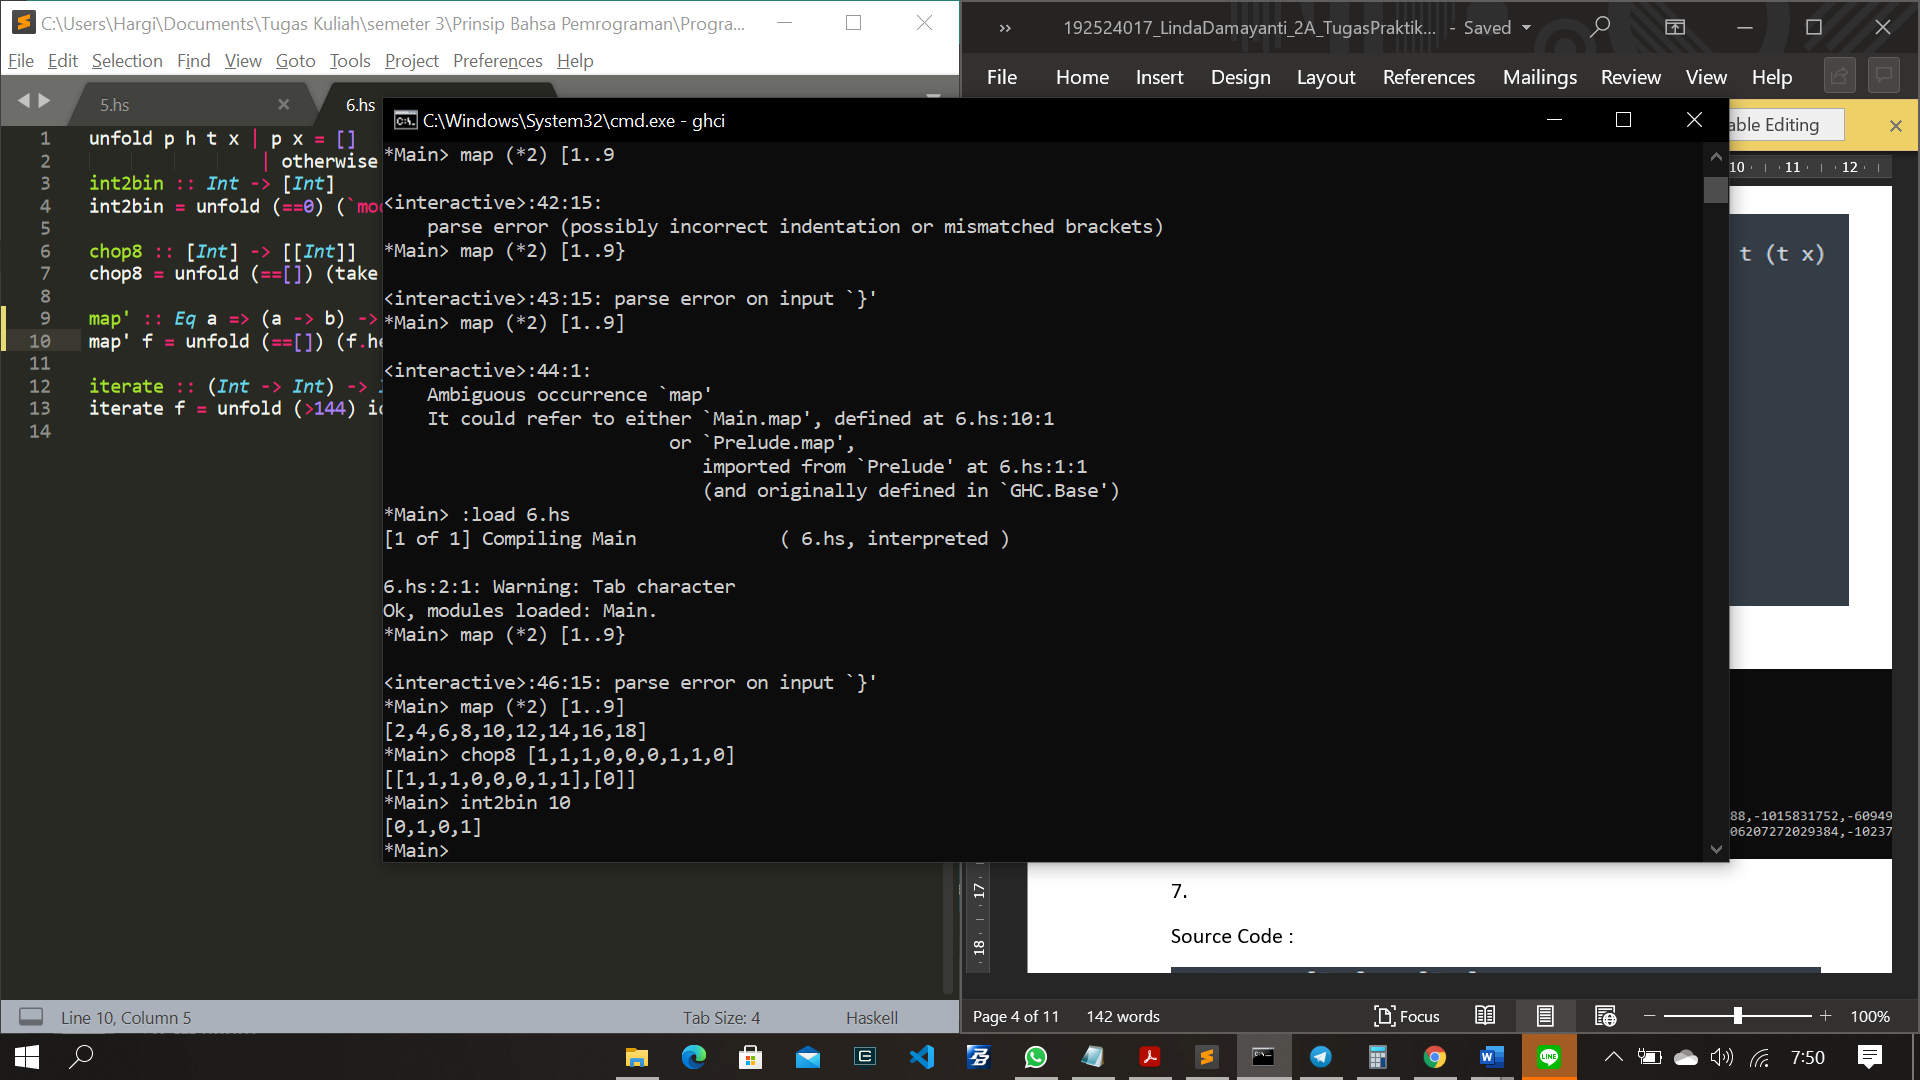 C:\Users\Hargi\Documents\Tugas Kuliah\semeter 3\Prinsip Bahsa Pemrograman\Progra...
File Edit Selection Find View Goto Tools Project Preferences Help
5.hs
6.hs
1 unfold p h t x | p x = []
2 | otherwise
3 int2bin :: Int -> [Int]
4 int2bin = unfold (==0) (`mod
5
6 chop8 :: [Int] -> [[Int]]
7 chop8 = unfold (==[]) (take
8
9 map' :: Eq a => (a -> b) ->
10 map' f = unfold (==[]) (f.he
11
12 iterate :: (Int -> Int) ->
13 iterate f = unfold (>144) id
14
Line 10, Column 5
Tab Size: 4
Haskell
C:\Windows\System32\cmd.exe - ghci
*Main> map (*2) [1..9
<interactive>:42:15:
parse error (possibly incorrect indentation or mismatched brackets)
*Main> map (*2) [1..9}
<interactive>:43:15: parse error on input `}'
*Main> map (*2) [1..9]
<interactive>:44:1:
Ambiguous occurrence `map'
It could refer to either `Main.map', defined at 6.hs:10:1
or `Prelude.map',
imported from `Prelude' at 6.hs:1:1
(and originally defined in `GHC.Base')
*Main> :load 6.hs
[1 of 1] Compiling Main ( 6.hs, interpreted )
6.hs:2:1: Warning: Tab character
Ok, modules loaded: Main.
*Main> map (*2) [1..9}
<interactive>:46:15: parse error on input `}'
*Main> map (*2) [1..9]
[2,4,6,8,10,12,14,16,18]
*Main> chop8 [1,1,1,0,0,0,1,1,0]
[[1,1,1,0,0,0,1,1],[0]]
*Main> int2bin 10
[0,1,0,1]
*Main>
192524017_LindaDamayanti_2A_TugasPraktik... - Saved
File Home Insert Design Layout References Mailings Review View Help
able Editing
10 11 12
t (t x)
88,-1015831752,-60949
06207272029384,-10237
17
18
7.
Source Code :
Page 4 of 11
142 words
Focus
100%
7:50